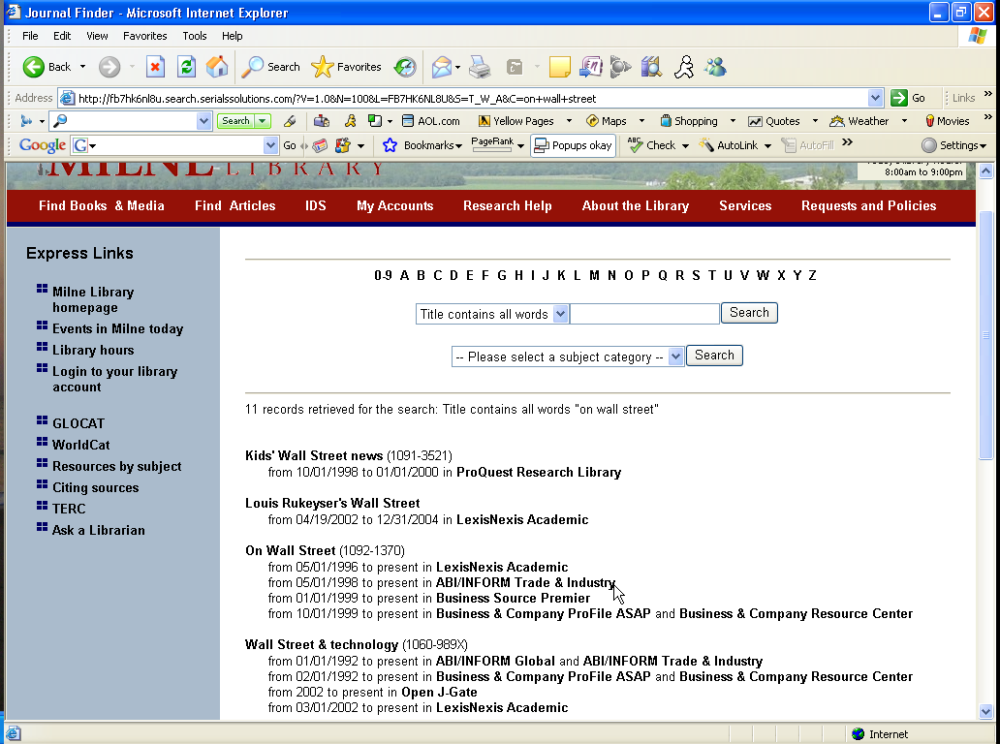 Journal Finder - Microsoft Internet Explorer
File Edit View Favorites Tools Help
Back Search Favorites
Address http://fb7hk6nl8u.search.serialssolutions.com/?V=1.0&N=100&L=FB7HK6NL8U&S=T_W_A&C=on+wall+street Go Links »
Search AOL.com Yellow Pages Maps Shopping Quotes Weather Movies »
Google G Go Bookmarks PageRank Popups okay ABC Check AutoLink AutoFill » Settings
MILNE LIBRARY
8:00am to 9:00pm
Find Books & Media Find Articles IDS My Accounts Research Help About the Library Services Requests and Policies
Express Links
Milne Library
homepage
Events in Milne today
Library hours
Login to your library
account
GLOCAT
WorldCat
Resources by subject
Citing sources
TERC
Ask a Librarian
0-9 A B C D E F G H I J K L M N O P Q R S T U V W X Y Z
Title contains all words Search
-- Please select a subject category -- Search
11 records retrieved for the search: Title contains all words "on wall street"
Kids' Wall Street news (1091-3521)
from 10/01/1998 to 01/01/2000 in ProQuest Research Library
Louis Rukeyser's Wall Street
from 04/19/2002 to 12/31/2004 in LexisNexis Academic
On Wall Street (1092-1370)
from 05/01/1996 to present in LexisNexis Academic
from 05/01/1998 to present in ABI/INFORM Trade & Industry
from 01/01/1999 to present in Business Source Premier
from 10/01/1999 to present in Business & Company ProFile ASAP and Business & Company Resource Center
Wall Street & technology (1060-989X)
from 01/01/1992 to present in ABI/INFORM Global and ABI/INFORM Trade & Industry
from 02/01/1992 to present in Business & Company ProFile ASAP and Business & Company Resource Center
from 2002 to present in Open J-Gate
from 03/01/2002 to present in LexisNexis Academic
Internet